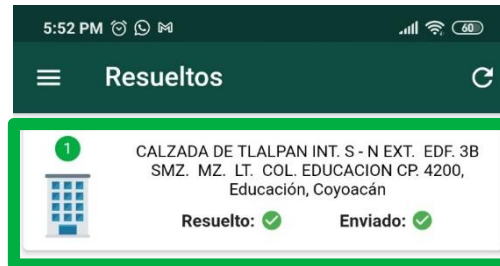 5:52 PM 60
Resueltos
1
CALZADA DE TLALPAN INT. S - N EXT. EDF. 3B
SMZ. MZ. LT. COL. EDUCACION CP. 4200,
Educación, Coyoacán
Resuelto: Enviado: